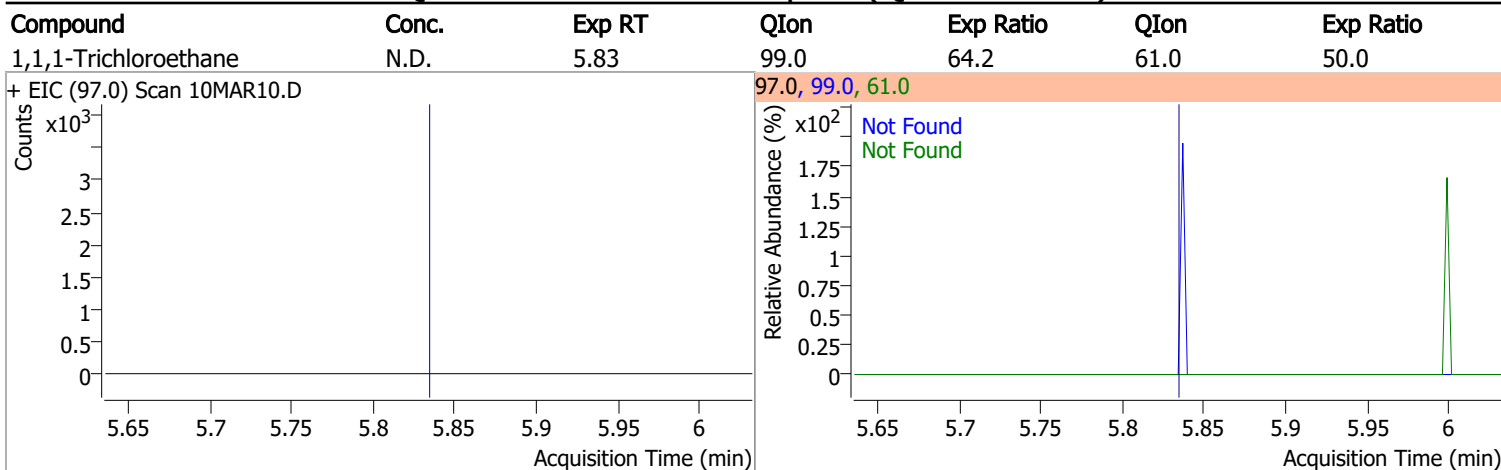 Compound Conc. Exp RT QIon Exp Ratio QIon Exp Ratio
1,1,1-Trichloroethane N.D. 5.83 99.0 64.2 61.0 50.0
+ EIC (97.0) Scan 10MAR10.D
Counts
x10³
3
2.5
2
1.5
1
0.5
0
5.65 5.7 5.75 5.8 5.85 5.9 5.95 6
Acquisition Time (min)
97.0, 99.0, 61.0
Relative Abundance (%)
x10²
Not Found
Not Found
1.75
1.5
1.25
1
0.75
0.5
0.25
0
5.65 5.7 5.75 5.8 5.85 5.9 5.95 6
Acquisition Time (min)